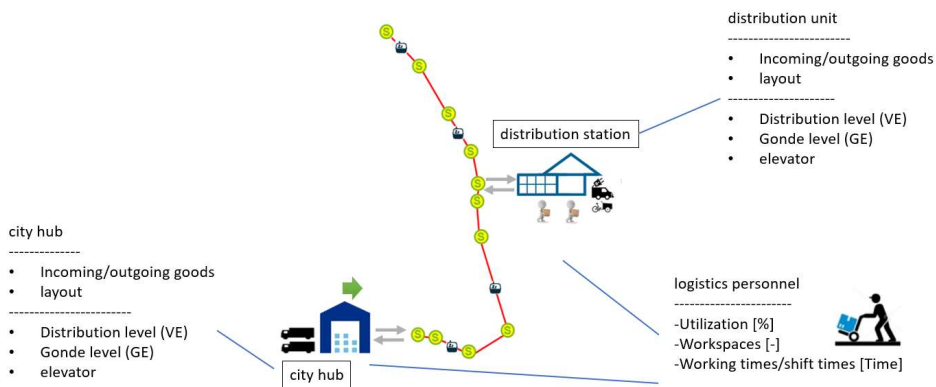 distribution unit
------------------------
• Incoming/outgoing goods
• layout
---------------------
• Distribution level (VE)
• Gonde level (GE)
• elevator
distribution station
S
S
S
S
S
S
S
S
S
S
S
city hub
--------------
• Incoming/outgoing goods
• layout
------------------------
• Distribution level (VE)
• Gonde level (GE)
• elevator
city hub
logistics personnel
-----------------------
-Utilization [%]
-Workspaces [-]
-Working times/shift times [Time]